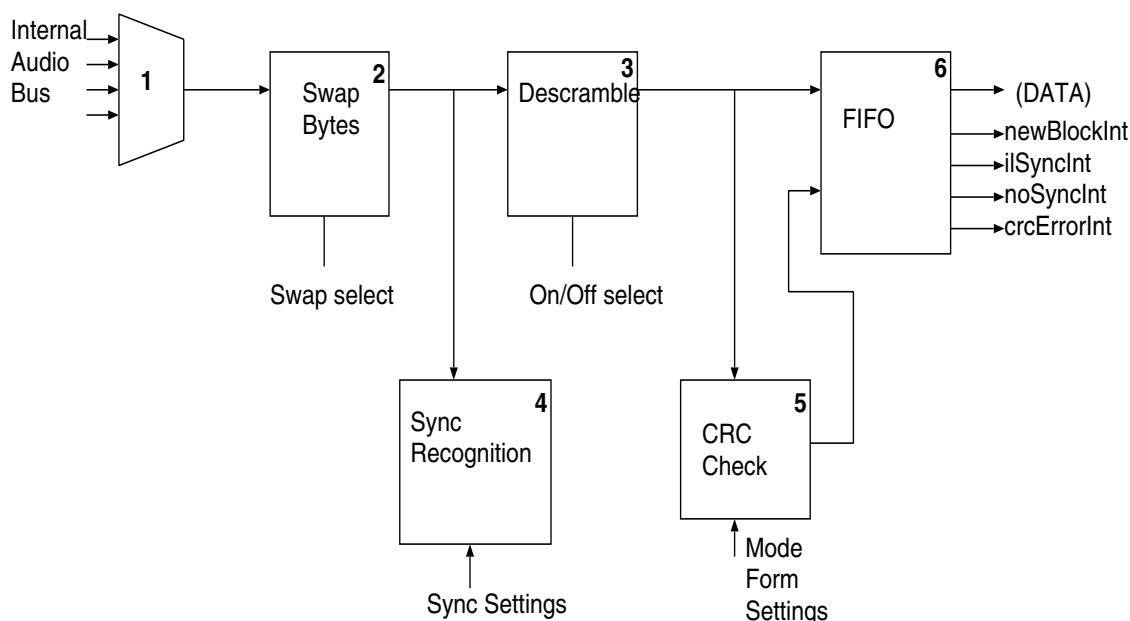 Internal
Audio
Bus
1
2
Swap
Bytes
Swap select
3
Descramble
On/Off select
6
FIFO
(DATA)
newBlockInt
ilSyncInt
noSyncInt
crcErrorInt
4
Sync
Recognition
Sync Settings
5
CRC
Check
Mode
Form
Settings